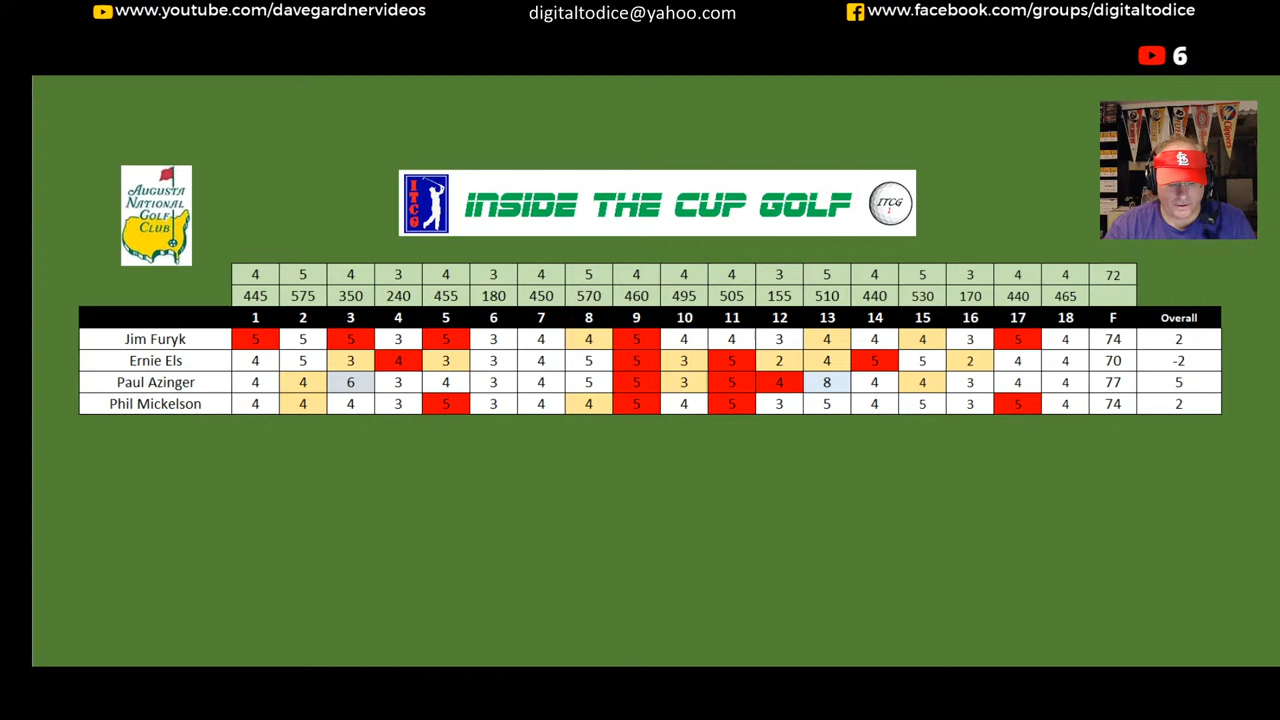 www.youtube.com/davegardnervideos
digitaltodice@yahoo.com
www.facebook.com/groups/digitaltodice
6
Clippers
AUGUSTA
NATIONAL
GOLF
CLUB
ITCG
INSIDE THE CUP GOLF
ITCG
1
4 5 4 3 4 3 4 5 4 4 4 3 5 4 5 3 4 4 72
445 575 350 240 455 180 450 570 460 495 505 155 510 440 530 170 440 465
1 2 3 4 5 6 7 8 9 10 11 12 13 14 15 16 17 18 F Overall
Jim Furyk 5 5 5 3 5 3 4 4 5 4 4 3 4 4 4 3 5 4 74 2
Ernie Els 4 5 3 4 3 3 4 5 5 3 5 2 4 5 5 2 4 4 70 -2
Paul Azinger 4 4 6 3 4 3 4 5 5 3 5 4 8 4 4 3 4 4 77 5
Phil Mickelson 4 4 4 3 5 3 4 4 5 4 5 3 5 4 5 3 5 4 74 2